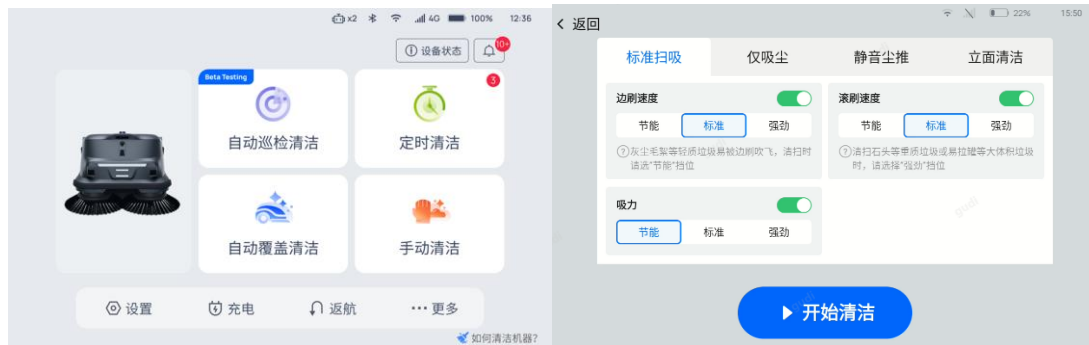 x2 4G 100% 12:36
设备状态 10+
Beta Testing
3
自动巡检清洁
定时清洁
自动覆盖清洁
手动清洁
设置
充电
返航
更多
如何清洁机器?
22% 15:50
返回
标准扫吸
仅吸尘
静音尘推
立面清洁
边刷速度
节能 标准 强劲
灰尘毛絮等轻质垃圾易被边刷吹飞，清扫时
请选"节能"档位
滚刷速度
节能 标准 强劲
清扫石头等重质垃圾或易拉罐等大体积垃圾
时，请选择"强劲"档位
吸力
节能 标准 强劲
gudi
开始清洁